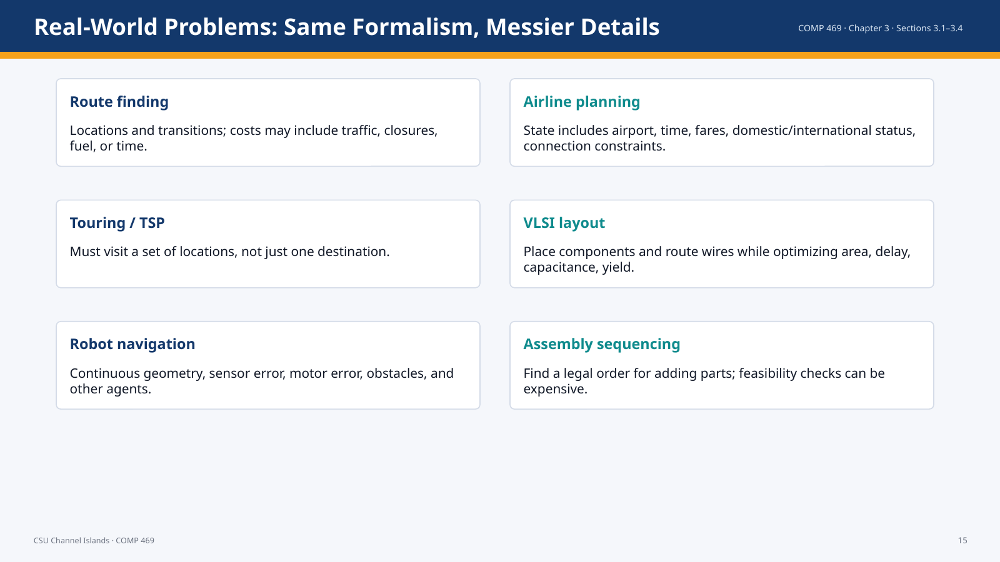 Real-World Problems: Same Formalism, Messier Details
COMP 469 · Chapter 3 · Sections 3.1–3.4
Route finding
Locations and transitions; costs may include traffic, closures,
fuel, or time.
Airline planning
State includes airport, time, fares, domestic/international status,
connection constraints.
Touring / TSP
Must visit a set of locations, not just one destination.
VLSI layout
Place components and route wires while optimizing area, delay,
capacitance, yield.
Robot navigation
Continuous geometry, sensor error, motor error, obstacles, and
other agents.
Assembly sequencing
Find a legal order for adding parts; feasibility checks can be
expensive.
CSU Channel Islands · COMP 469
15